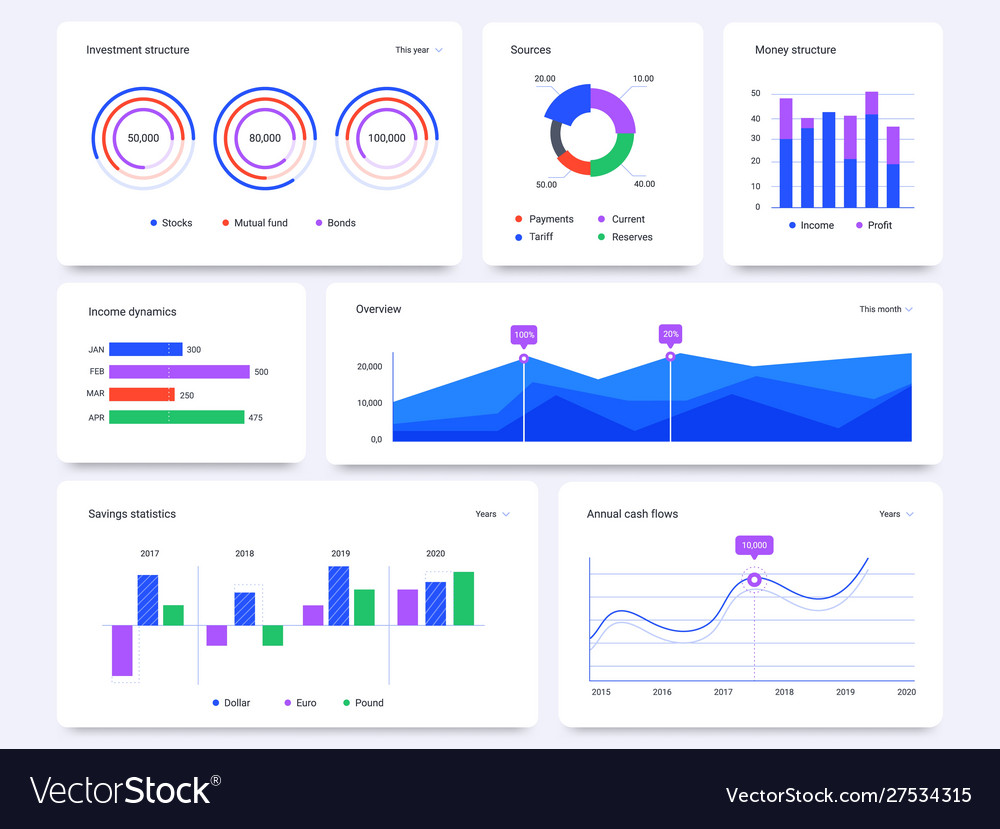 Investment structure
This year
50,000
80,000
100,000
Stocks
Mutual fund
Bonds
Sources
20.00
10.00
50.00
40.00
Payments
Current
Tariff
Reserves
Money structure
50
40
30
20
10
0
Income
Profit
Income dynamics
JAN
300
FEB
500
MAR
250
APR
475
Overview
This month
100%
20%
20,000
10,000
0,0
Savings statistics
Years
2017
2018
2019
2020
Dollar
Euro
Pound
Annual cash flows
Years
10,000
2015
2016
2017
2018
2019
2020
VectorStock®
VectorStock.com/27534315